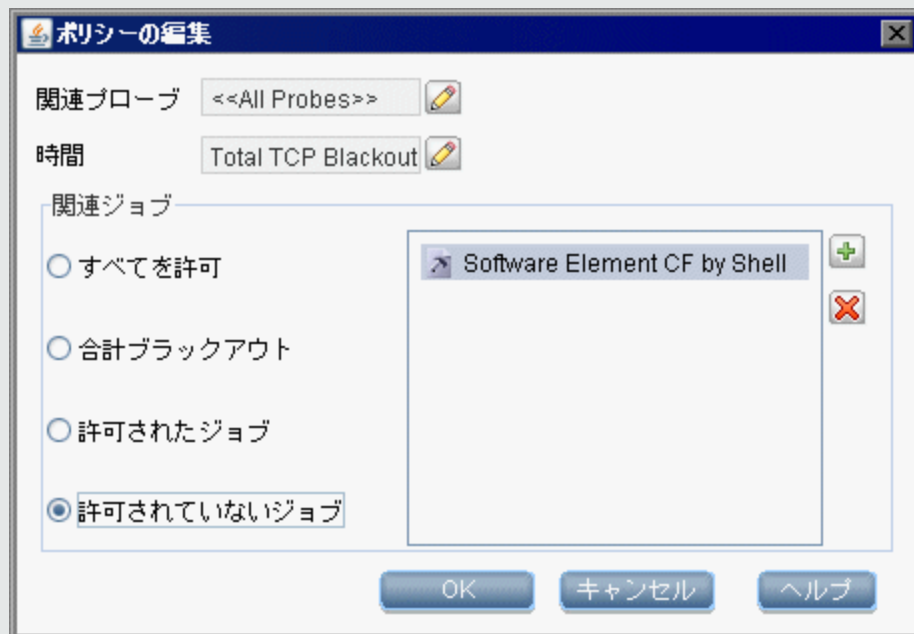 ポリシーの編集
関連プローブ <<All Probes>>
時間 Total TCP Blackout
関連ジョブ
すべてを許可
Software Element CF by Shell
合計ブラックアウト
許可されたジョブ
許可されていないジョブ
OK キャンセル ヘルプ